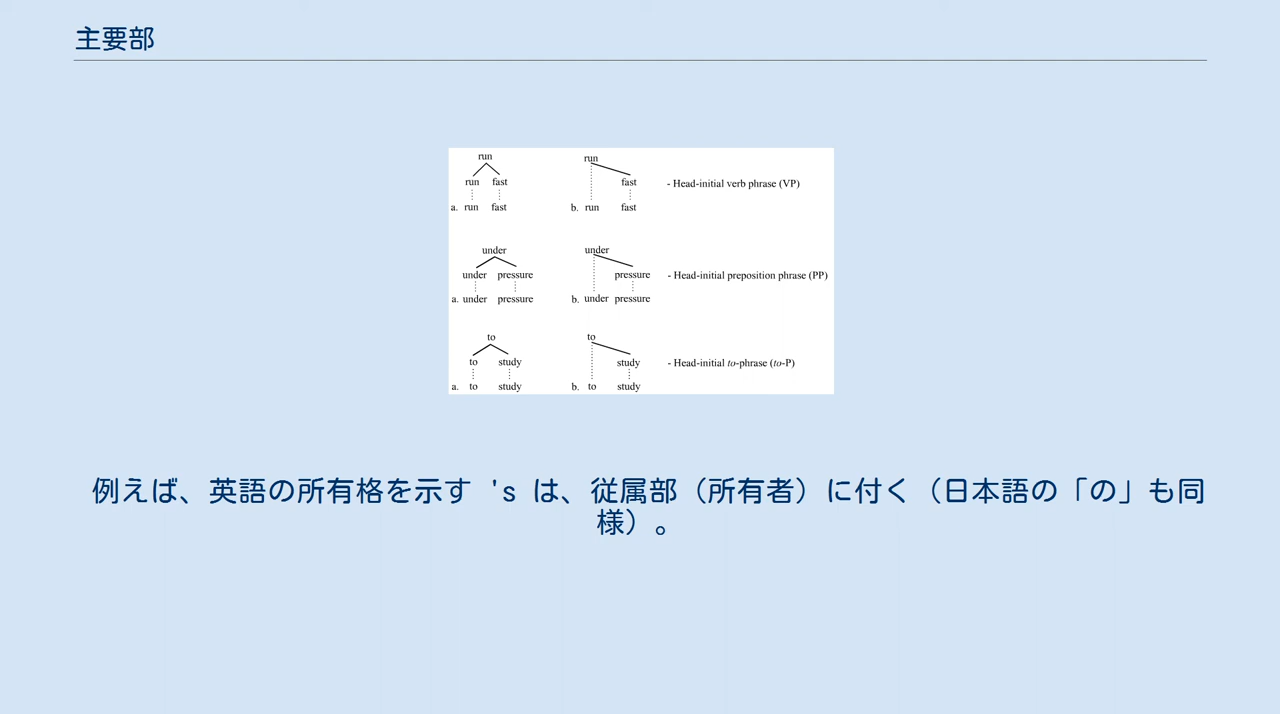 主要部
run
run
run fast
fast
- Head-initial verb phrase (VP)
a. run fast
b. run fast
under
under
under pressure
pressure
- Head-initial preposition phrase (PP)
a. under pressure
b. under pressure
to
to
to study
study
- Head-initial to-phrase (to-P)
a. to study
b. to study
例えば、英語の所有格を示す 's は、従属部（所有者）に付く（日本語の「の」も同
様）。